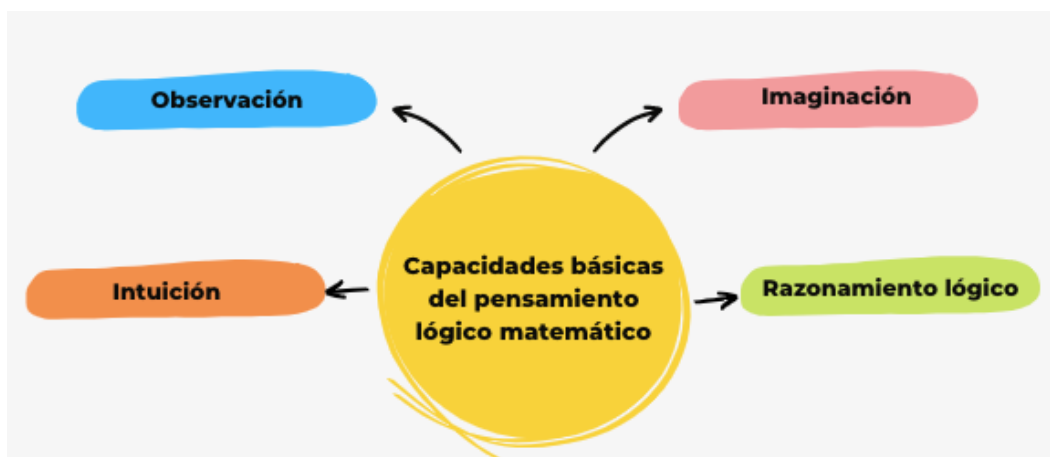 Observación
Imaginación
Capacidades básicas
del pensamiento
lógico matemático
Intuición
Razonamiento lógico